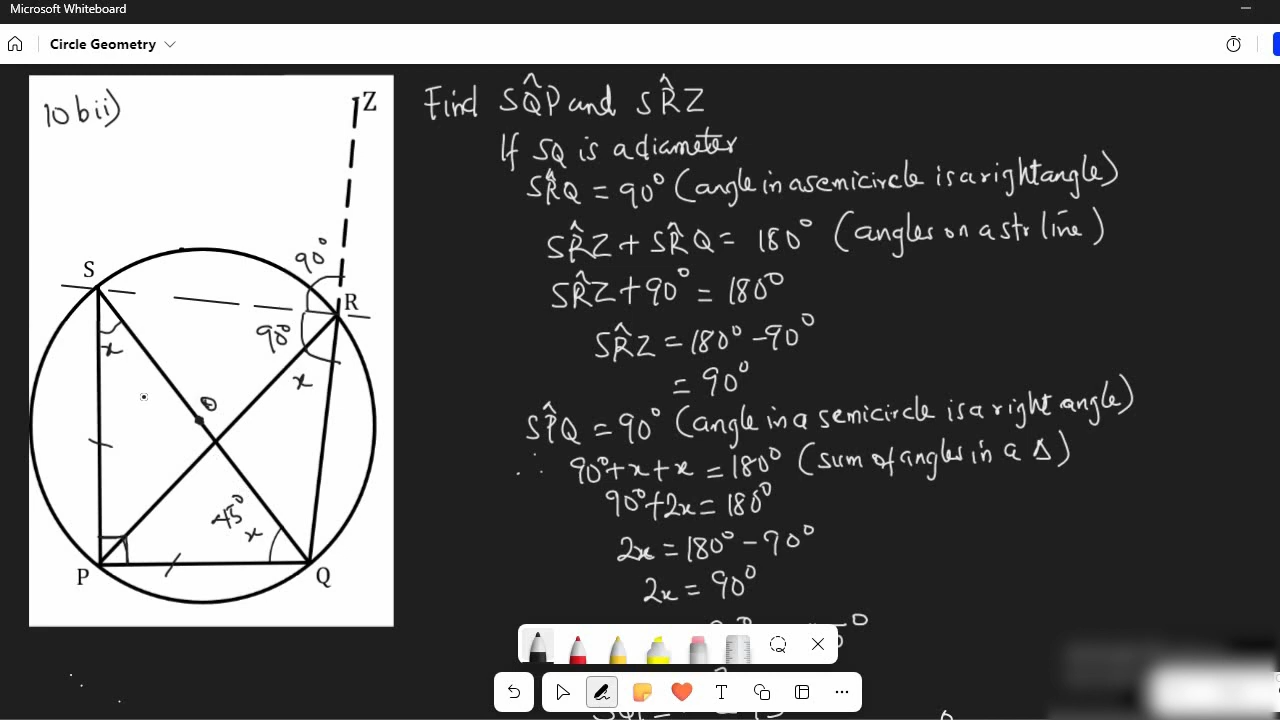 Microsoft Whiteboard
Circle Geometry
10bii)
Z
90°
S
R
90°
x
x
O
45°
x
P
Q
Find SQ̂P and SR̂Z
If SQ is a diameter
SR̂Q = 90° (angle in a semicircle is a right angle)
SR̂Z + SR̂Q = 180° (angles on a str line)
SR̂Z + 90° = 180°
SR̂Z = 180° - 90°
= 90°
SP̂Q = 90° (angle in a semicircle is a right angle)
∴ 90° + x + x = 180° (sum of angles in a Δ)
90° + 2x = 180°
2x = 180° - 90°
2x = 90°
T